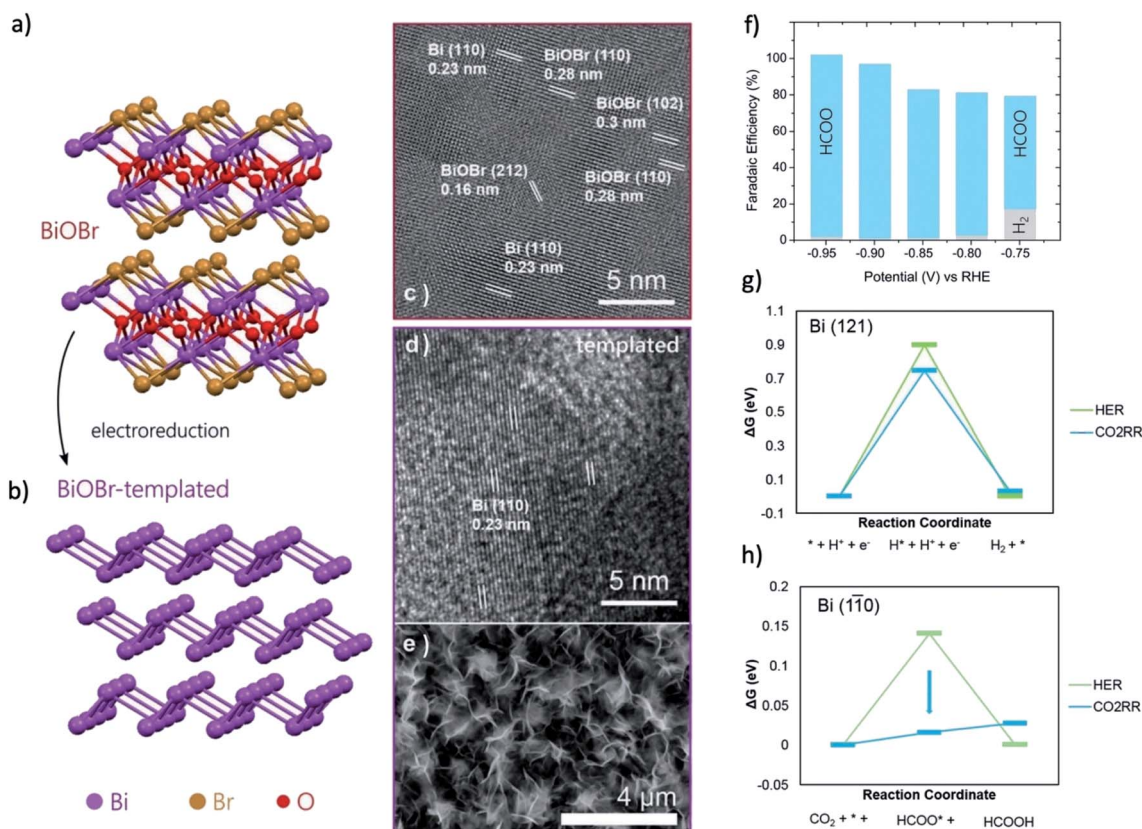 a)
BiOBr
electroreduction
b)
BiOBr-templated
Bi
Br
O
Bi (110)
0.23 nm
BiOBr (110)
0.28 nm
BiOBr (102)
0.3 nm
BiOBr (212)
0.16 nm
BiOBr (110)
0.28 nm
Bi (110)
0.23 nm
c)
5 nm
d)
templated
Bi (110)
0.23 nm
5 nm
e)
4 μm
f)
Faradaic Efficiency (%)
100
80
60
40
20
0
HCOO
HCOO
H₂
-0.95 -0.90 -0.85 -0.80 -0.75
Potential (V) vs RHE
g)
Bi (121)
ΔG (eV)
1.1
0.9
0.7
0.5
0.3
0.1
-0.1
HER
CO2RR
Reaction Coordinate
* + H⁺ + e⁻ H* + H⁺ + e⁻ H₂ + *
h)
Bi (11̅0)
ΔG (eV)
0.2
0.15
0.1
0.05
0
-0.05
HER
CO2RR
Reaction Coordinate
CO₂ + * + HCOO* + HCOOH